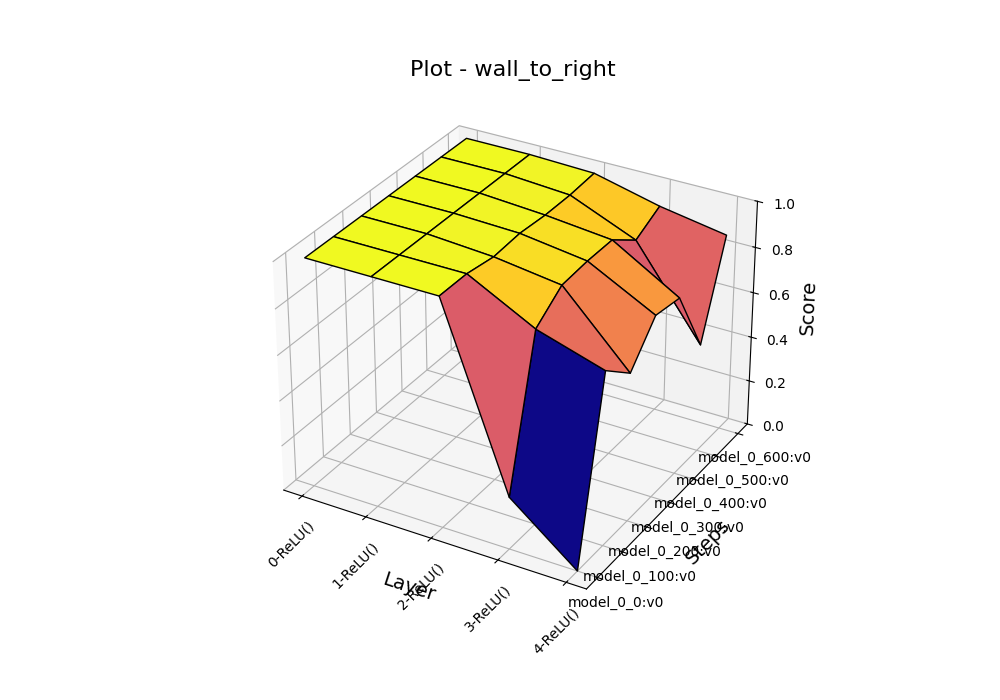 Plot - wall_to_right
1.0
0.8
0.6
0.4
0.2
0.0
Score
model_0_600:v0
model_0_500:v0
model_0_400:v0
model_0_300:v0
model_0_200:v0
model_0_100:v0
model_0_0:v0
Steps
0-ReLU()
1-ReLU()
2-ReLU()
3-ReLU()
4-ReLU()
Layer